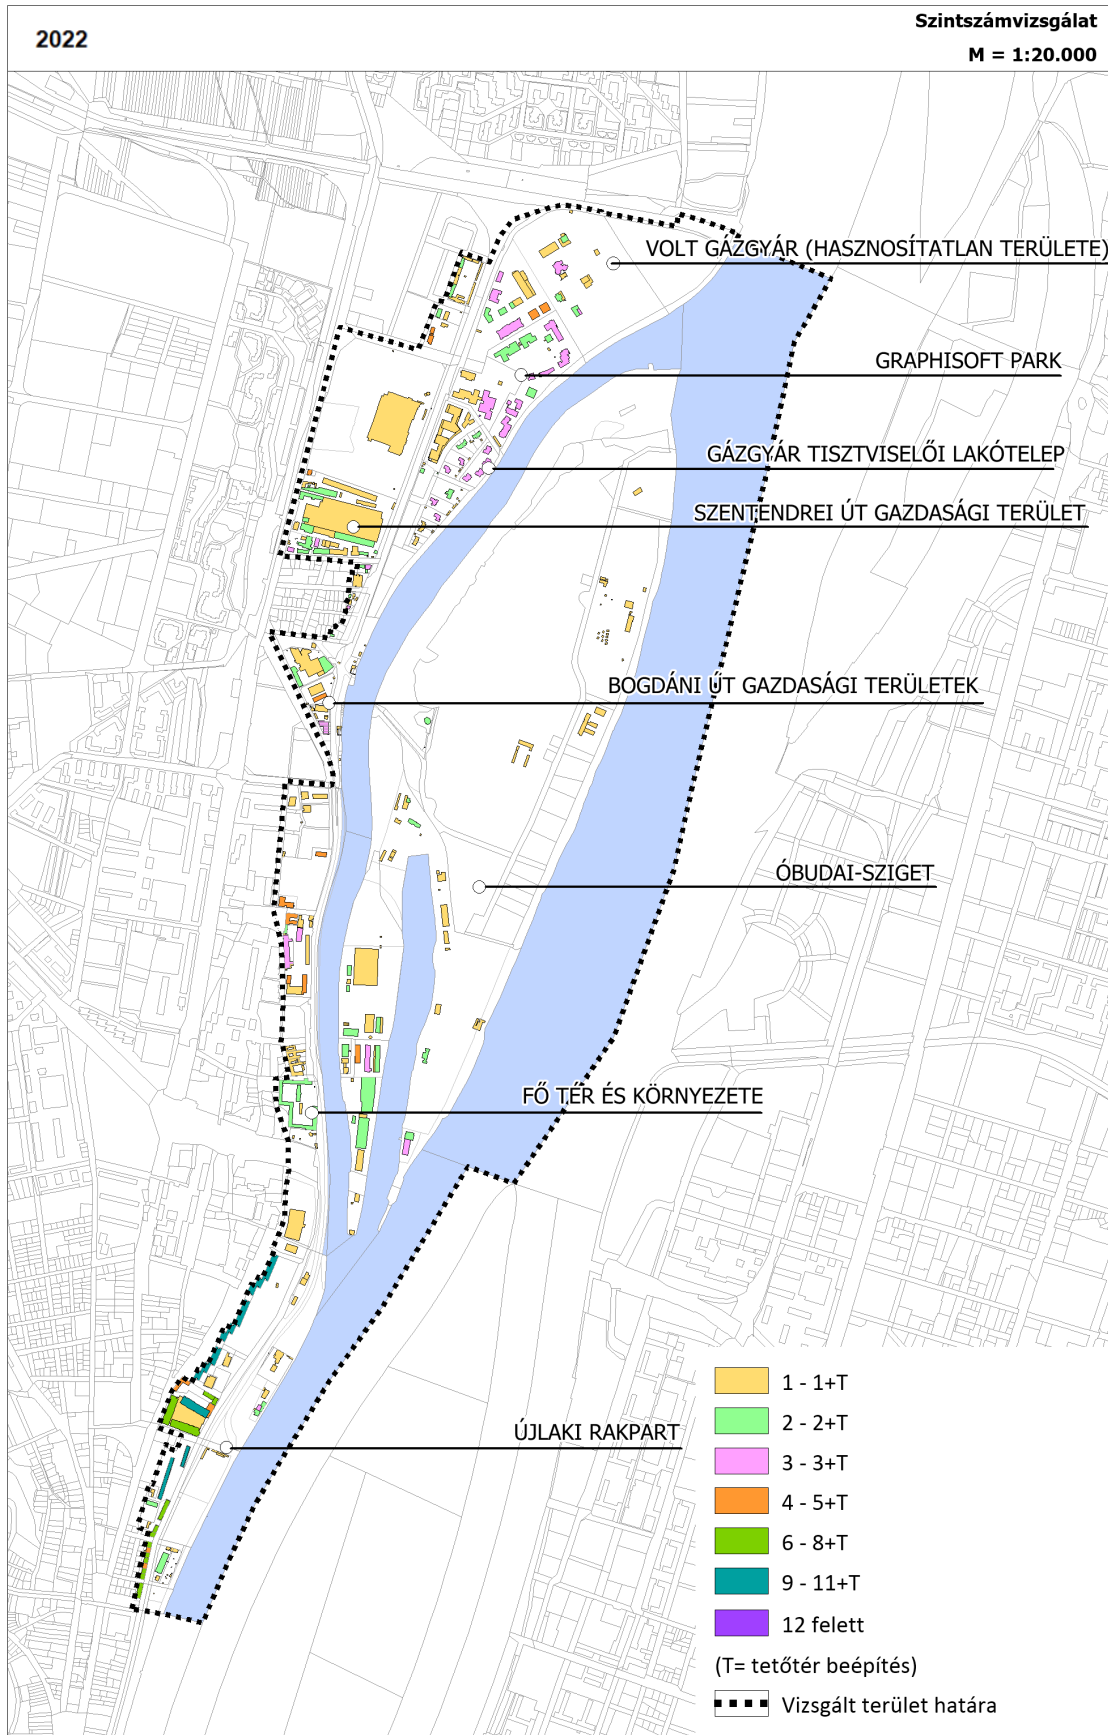 2022
Szintszámvizsgálat
M = 1:20.000
VOLT GÁZGYÁR (HASZNOSÍTATLAN TERÜLETE)
GRAPHISOFT PARK
GÁZGYÁR TISZTVISELŐI LAKÓTELEP
SZENTENDREI ÚT GAZDASÁGI TERÜLET
BOGDÁNI ÚT GAZDASÁGI TERÜLETEK
ÓBUDAI-SZIGET
FŐ TÉR ÉS KÖRNYEZETE
ÚJLAKI RAKPART
1 - 1+T
2 - 2+T
3 - 3+T
4 - 5+T
6 - 8+T
9 - 11+T
12 felett
(T= tetőtér beépítés)
Vizsgált terület határa